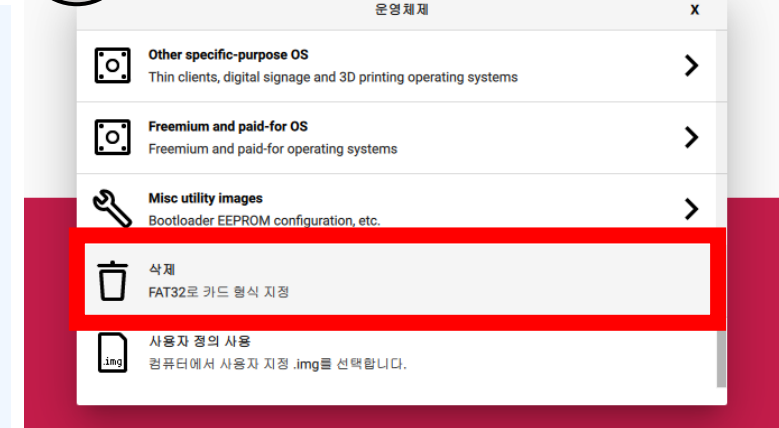 운영체제
X
Other specific-purpose OS
Thin clients, digital signage and 3D printing operating systems
Freemium and paid-for OS
Freemium and paid-for operating systems
Misc utility images
Bootloader EEPROM configuration, etc.
삭제
FAT32로 카드 형식 지정
사용자 정의 사용
.img
컴퓨터에서 사용자 지정 .img를 선택합니다.